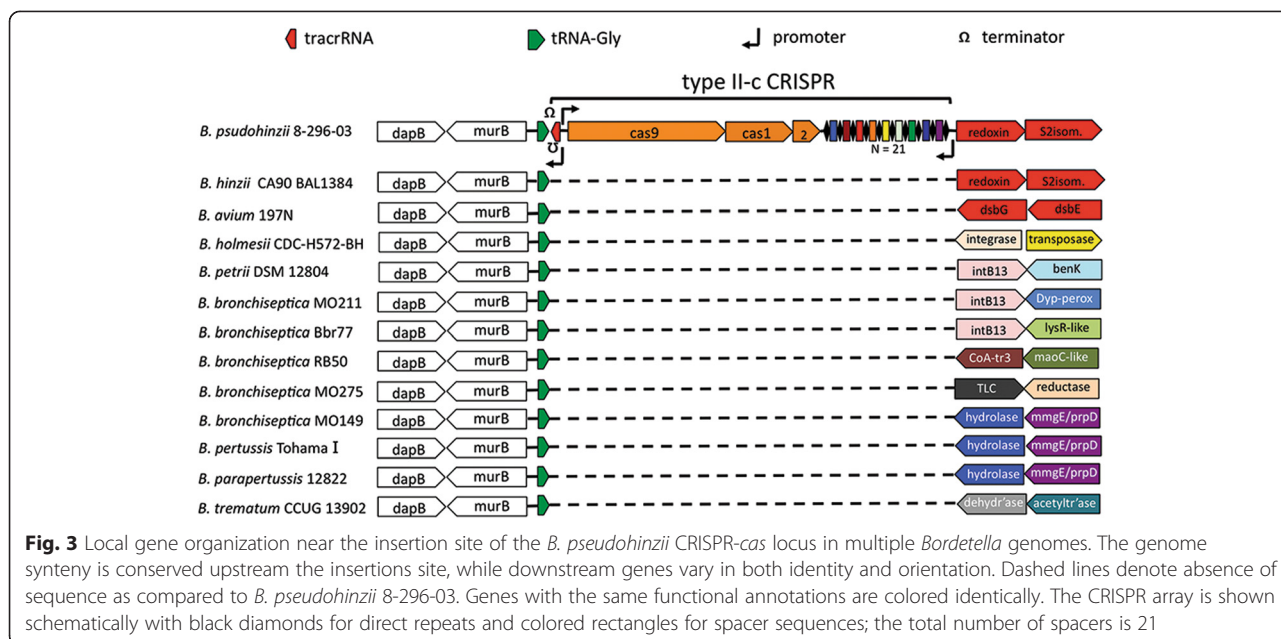 tracrRNA tRNA-Gly promoter Ω terminator
type II-c CRISPR
Ω
B. psudohinzii 8-296-03 dapB murB cas9 cas1 2 redoxin S2isom.
Ω N = 21
B. hinzii CA90 BAL1384 dapB murB redoxin S2isom.
B. avium 197N dapB murB dsbG dsbE
B. holmesii CDC-H572-BH dapB murB integrase transposase
B. petrii DSM 12804 dapB murB intB13 benK
B. bronchiseptica MO211 dapB murB intB13 Dyp-perox
B. bronchiseptica Bbr77 dapB murB intB13 lysR-like
B. bronchiseptica RB50 dapB murB CoA-tr3 maoC-like
B. bronchiseptica MO275 dapB murB TLC reductase
B. bronchiseptica MO149 dapB murB hydrolase mmgE/prpD
B. pertussis Tohama I dapB murB hydrolase mmgE/prpD
B. parapertussis 12822 dapB murB hydrolase mmgE/prpD
B. trematum CCUG 13902 dapB murB dehydr'ase acetyltr'ase
Fig. 3 Local gene organization near the insertion site of the B. pseudohinzii CRISPR-cas locus in multiple Bordetella genomes. The genome
synteny is conserved upstream the insertions site, while downstream genes vary in both identity and orientation. Dashed lines denote absence of
sequence as compared to B. pseudohinzii 8-296-03. Genes with the same functional annotations are colored identically. The CRISPR array is shown
schematically with black diamonds for direct repeats and colored rectangles for spacer sequences; the total number of spacers is 21